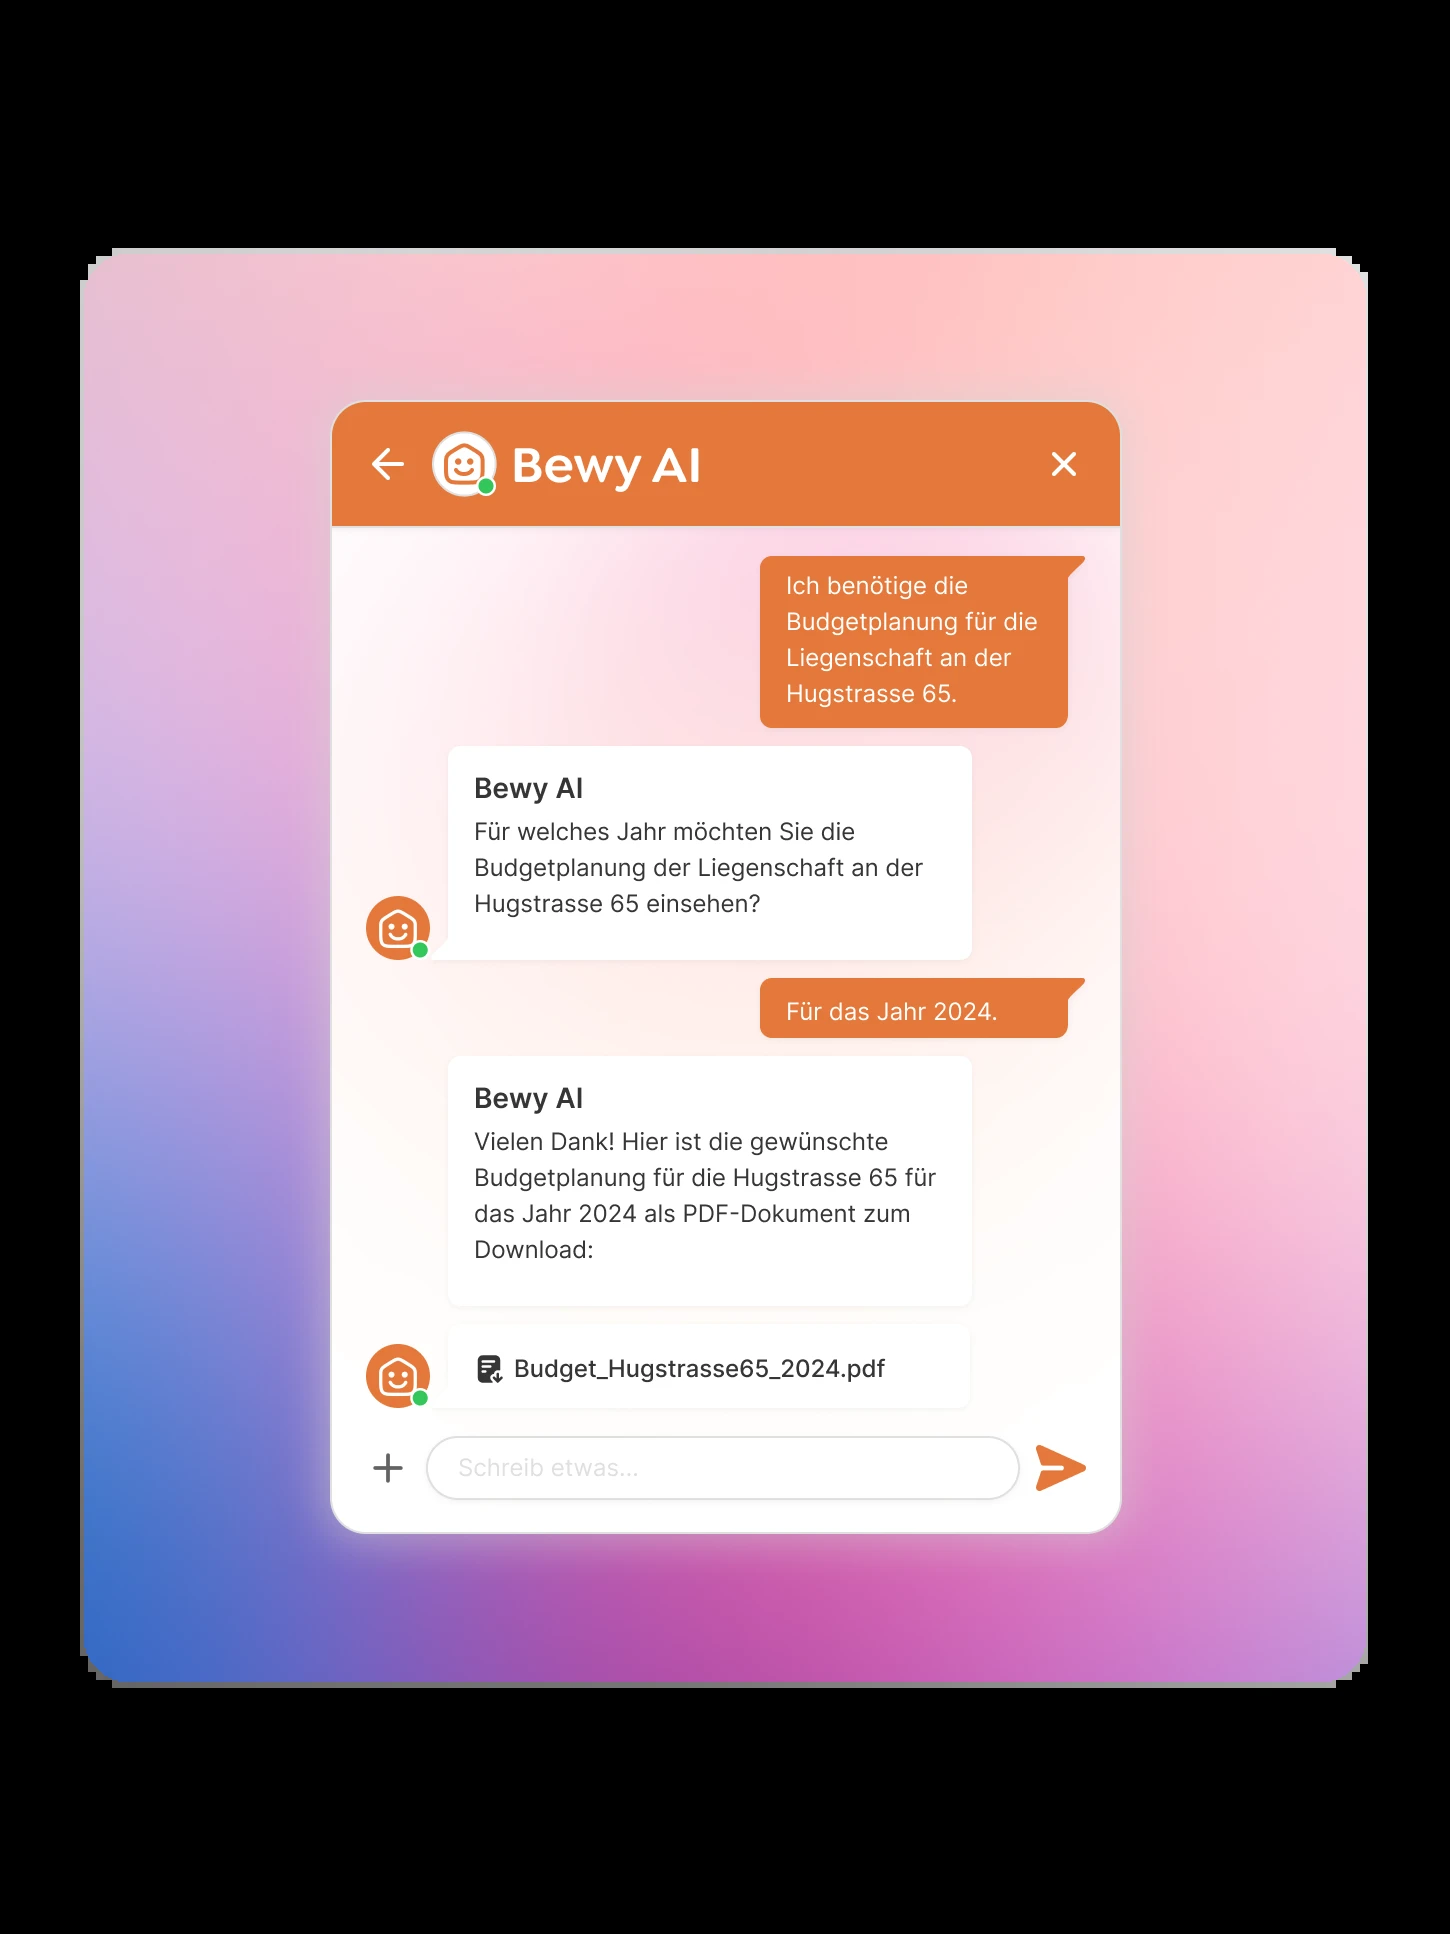 Bewy AI
Ich benötige die
Budgetplanung für die
Liegenschaft an der
Hugstrasse 65.
Bewy AI
Für welches Jahr möchten Sie die
Budgetplanung der Liegenschaft an der
Hugstrasse 65 einsehen?
Für das Jahr 2024.
Bewy AI
Vielen Dank! Hier ist die gewünschte
Budgetplanung für die Hugstrasse 65 für
das Jahr 2024 als PDF-Dokument zum
Download:
Budget_Hugstrasse65_2024.pdf
Schreib etwas...